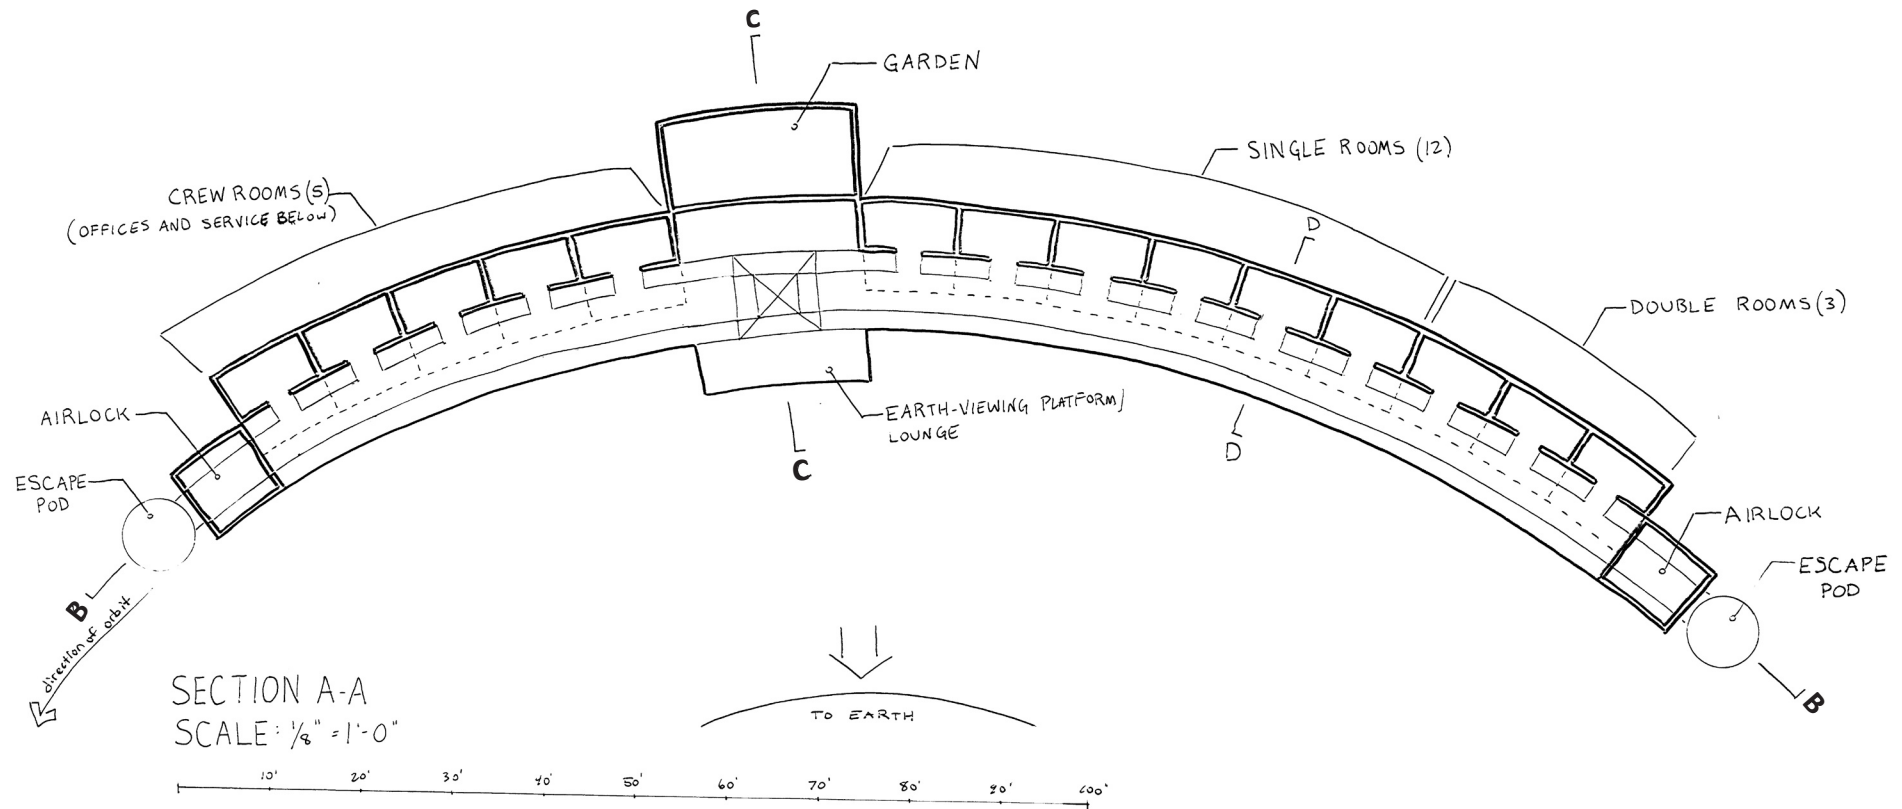 C
GARDEN
SINGLE ROOMS (12)
CREW ROOMS (5)
(OFFICES AND SERVICE BELOW)
D
DOUBLE ROOMS (3)
AIRLOCK
EARTH-VIEWING PLATFORM/
LOUNGE
D
C
ESCAPE
POD
AIRLOCK
ESCAPE
POD
B
direction of orbit
B
SECTION A-A
SCALE: 1/8" = 1'-0"
TO EARTH
10' 20' 30' 40' 50' 60' 70' 80' 90' 100'